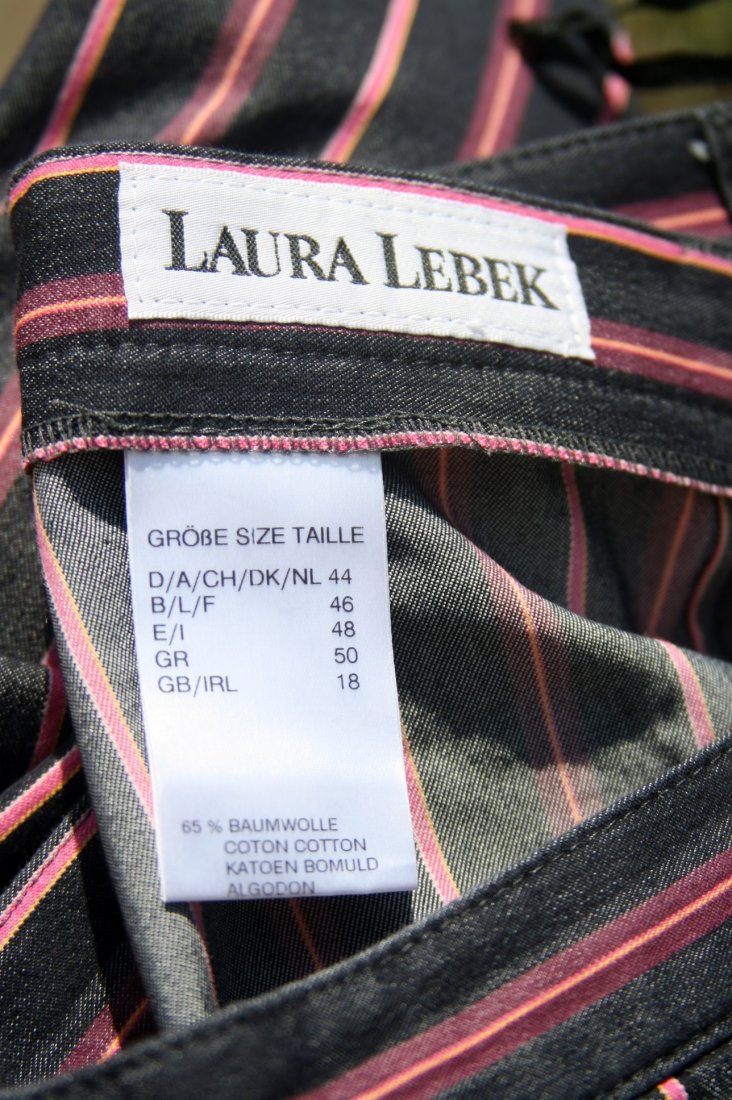 LAURA LEBEK
GRÖßE SIZE TAILLE
D/A/CH/DK/NL 44
B/L/F 46
E/I 48
GR 50
GB/IRL 18
65 % BAUMWOLLE
COTON COTTON
KATOEN BOMULD
ALGODON